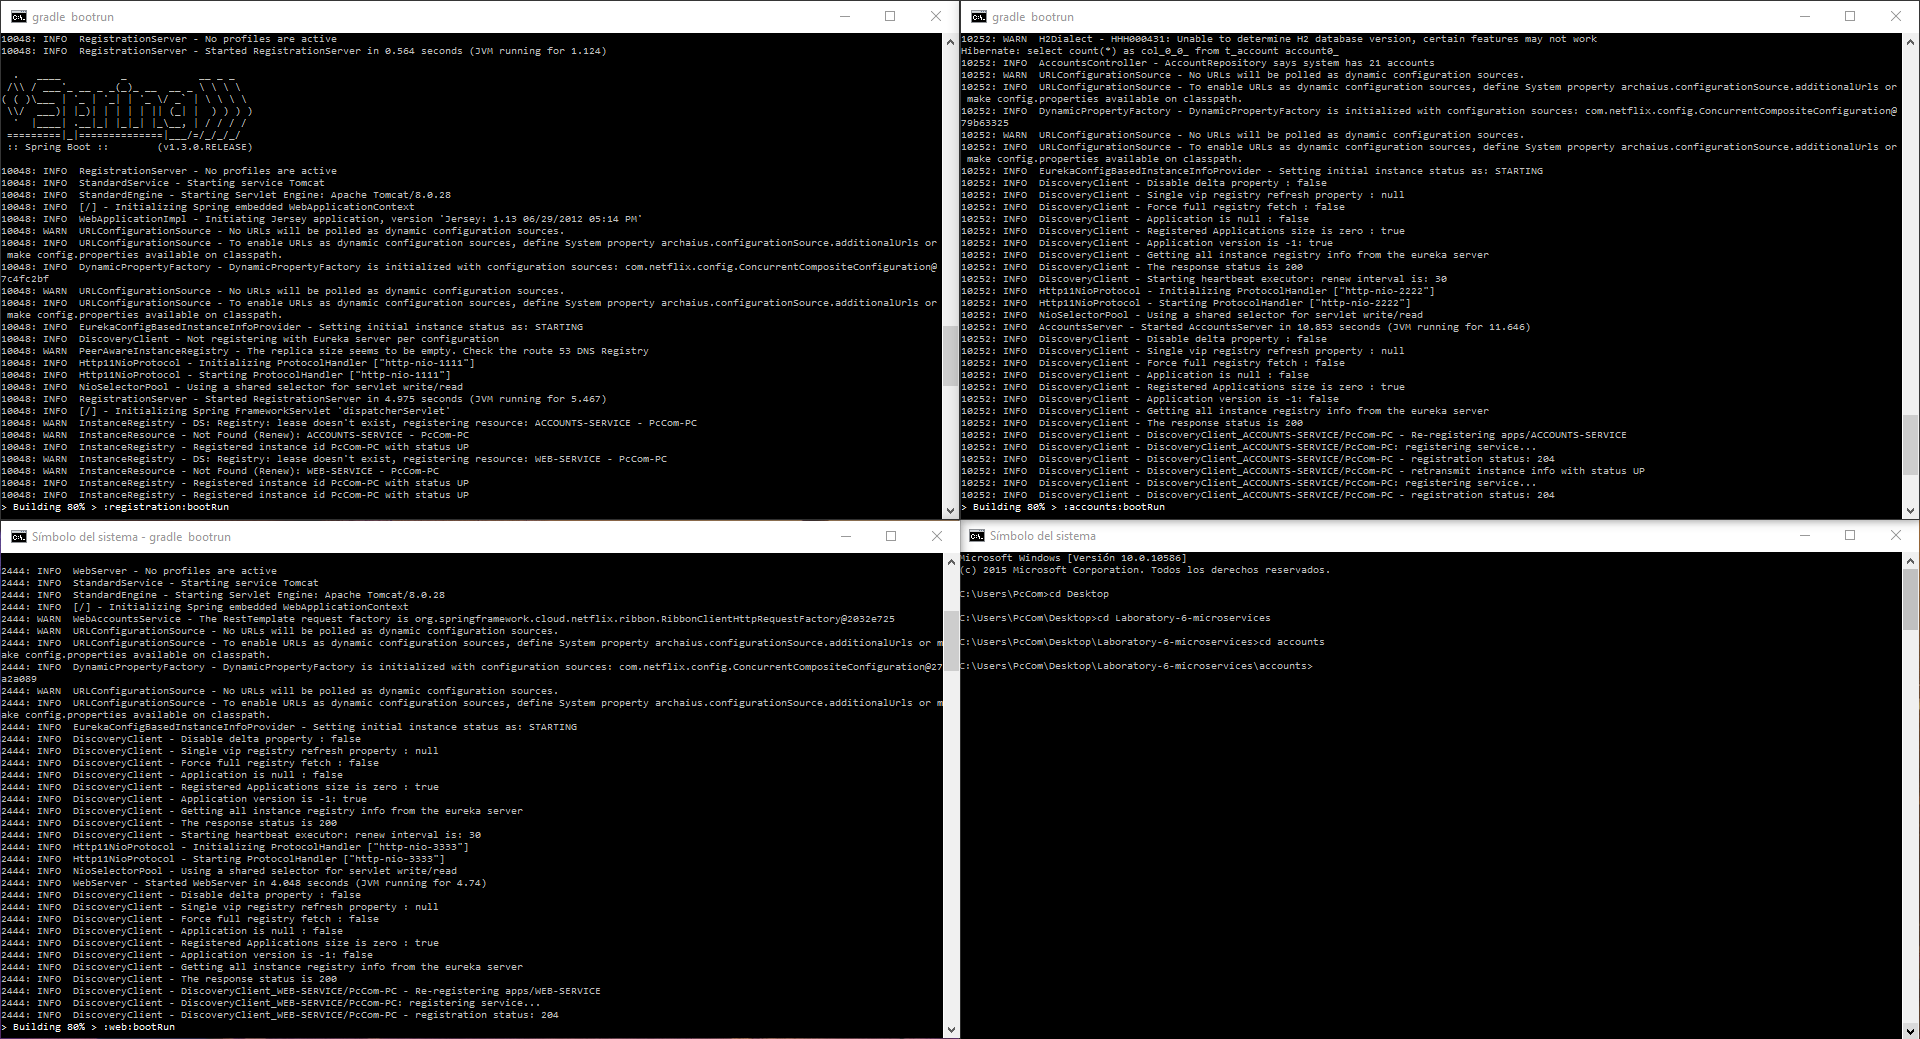 gradle  bootrun
10048: INFO  RegistrationServer - No profiles are active
10048: INFO  RegistrationServer - Started RegistrationServer in 0.564 seconds (JVM running for 1.124)
:: Spring Boot ::        (v1.3.0.RELEASE)
10048: INFO  RegistrationServer - No profiles are active
10048: INFO  StandardService - Starting service Tomcat
10048: INFO  StandardEngine - Starting Servlet Engine: Apache Tomcat/8.0.28
10048: INFO  [/] - Initializing Spring embedded WebApplicationContext
10048: INFO  WebApplicationImpl - Initiating Jersey application, version 'Jersey: 1.13 06/29/2012 05:14 PM'
10048: WARN  URLConfigurationSource - No URLs will be polled as dynamic configuration sources.
10048: INFO  URLConfigurationSource - To enable URLs as dynamic configuration sources, define System property archaius.configurationSource.additionalUrls or
make config.properties available on classpath.
10048: INFO  DynamicPropertyFactory - DynamicPropertyFactory is initialized with configuration sources: com.netflix.config.ConcurrentCompositeConfiguration@
7c4fc2bf
10048: WARN  URLConfigurationSource - No URLs will be polled as dynamic configuration sources.
10048: INFO  URLConfigurationSource - To enable URLs as dynamic configuration sources, define System property archaius.configurationSource.additionalUrls or
make config.properties available on classpath.
10048: INFO  EurekaConfigBasedInstanceInfoProvider - Setting initial instance status as: STARTING
10048: INFO  DiscoveryClient - Not registering with Eureka server per configuration
10048: WARN  PeerAwareInstanceRegistry - The replica size seems to be empty. Check the route 53 DNS Registry
10048: INFO  Http11NioProtocol - Initializing ProtocolHandler ["http-nio-1111"]
10048: INFO  Http11NioProtocol - Starting ProtocolHandler ["http-nio-1111"]
10048: INFO  NioSelectorPool - Using a shared selector for servlet write/read
10048: INFO  RegistrationServer - Started RegistrationServer in 4.975 seconds (JVM running for 5.467)
10048: INFO  [/] - Initializing Spring FrameworkServlet 'dispatcherServlet'
10048: WARN  InstanceRegistry - DS: Registry: lease doesn't exist, registering resource: ACCOUNTS-SERVICE - PcCom-PC
10048: WARN  InstanceResource - Not Found (Renew): ACCOUNTS-SERVICE - PcCom-PC
10048: INFO  InstanceRegistry - Registered instance id PcCom-PC with status UP
10048: WARN  InstanceRegistry - DS: Registry: lease doesn't exist, registering resource: WEB-SERVICE - PcCom-PC
10048: WARN  InstanceResource - Not Found (Renew): WEB-SERVICE - PcCom-PC
10048: INFO  InstanceRegistry - Registered instance id PcCom-PC with status UP
10048: INFO  InstanceRegistry - Registered instance id PcCom-PC with status UP
> Building 80% > :registration:bootRun
gradle  bootrun
10252: WARN  H2Dialect - HHH000431: Unable to determine H2 database version, certain features may not work
Hibernate: select count(*) as col_0_0_ from t_account account0_
10252: INFO  AccountsController - AccountRepository says system has 21 accounts
10252: WARN  URLConfigurationSource - No URLs will be polled as dynamic configuration sources.
10252: INFO  URLConfigurationSource - To enable URLs as dynamic configuration sources, define System property archaius.configurationSource.additionalUrls or
make config.properties available on classpath.
10252: INFO  DynamicPropertyFactory - DynamicPropertyFactory is initialized with configuration sources: com.netflix.config.ConcurrentCompositeConfiguration@
79b63325
10252: WARN  URLConfigurationSource - No URLs will be polled as dynamic configuration sources.
10252: INFO  URLConfigurationSource - To enable URLs as dynamic configuration sources, define System property archaius.configurationSource.additionalUrls or
make config.properties available on classpath.
10252: INFO  EurekaConfigBasedInstanceInfoProvider - Setting initial instance status as: STARTING
10252: INFO  DiscoveryClient - Disable delta property : false
10252: INFO  DiscoveryClient - Single vip registry refresh property : null
10252: INFO  DiscoveryClient - Force full registry fetch : false
10252: INFO  DiscoveryClient - Application is null : false
10252: INFO  DiscoveryClient - Registered Applications size is zero : true
10252: INFO  DiscoveryClient - Application version is -1: true
10252: INFO  DiscoveryClient - Getting all instance registry info from the eureka server
10252: INFO  DiscoveryClient - The response status is 200
10252: INFO  DiscoveryClient - Starting heartbeat executor: renew interval is: 30
10252: INFO  Http11NioProtocol - Initializing ProtocolHandler ["http-nio-2222"]
10252: INFO  Http11NioProtocol - Starting ProtocolHandler ["http-nio-2222"]
10252: INFO  NioSelectorPool - Using a shared selector for servlet write/read
10252: INFO  AccountsServer - Started AccountsServer in 10.853 seconds (JVM running for 11.646)
10252: INFO  DiscoveryClient - Disable delta property : false
10252: INFO  DiscoveryClient - Single vip registry refresh property : null
10252: INFO  DiscoveryClient - Force full registry fetch : false
10252: INFO  DiscoveryClient - Application is null : false
10252: INFO  DiscoveryClient - Registered Applications size is zero : true
10252: INFO  DiscoveryClient - Application version is -1: false
10252: INFO  DiscoveryClient - Getting all instance registry info from the eureka server
10252: INFO  DiscoveryClient - The response status is 200
10252: INFO  DiscoveryClient - DiscoveryClient_ACCOUNTS-SERVICE/PcCom-PC - Re-registering apps/ACCOUNTS-SERVICE
10252: INFO  DiscoveryClient - DiscoveryClient_ACCOUNTS-SERVICE/PcCom-PC: registering service...
10252: INFO  DiscoveryClient - DiscoveryClient_ACCOUNTS-SERVICE/PcCom-PC - registration status: 204
10252: INFO  DiscoveryClient - DiscoveryClient_ACCOUNTS-SERVICE/PcCom-PC - retransmit instance info with status UP
10252: INFO  DiscoveryClient - DiscoveryClient_ACCOUNTS-SERVICE/PcCom-PC: registering service...
10252: INFO  DiscoveryClient - DiscoveryClient_ACCOUNTS-SERVICE/PcCom-PC - registration status: 204
> Building 80% > :accounts:bootRun
Símbolo del sistema - gradle  bootrun
2444: INFO  WebServer - No profiles are active
2444: INFO  StandardService - Starting service Tomcat
2444: INFO  StandardEngine - Starting Servlet Engine: Apache Tomcat/8.0.28
2444: INFO  [/] - Initializing Spring embedded WebApplicationContext
2444: WARN  WebAccountsService - The RestTemplate request factory is org.springframework.cloud.netflix.ribbon.RibbonClientHttpRequestFactory@2032e725
2444: WARN  URLConfigurationSource - No URLs will be polled as dynamic configuration sources.
2444: INFO  URLConfigurationSource - To enable URLs as dynamic configuration sources, define System property archaius.configurationSource.additionalUrls or m
ake config.properties available on classpath.
2444: INFO  DynamicPropertyFactory - DynamicPropertyFactory is initialized with configuration sources: com.netflix.config.ConcurrentCompositeConfiguration@27
a2a089
2444: WARN  URLConfigurationSource - No URLs will be polled as dynamic configuration sources.
2444: INFO  URLConfigurationSource - To enable URLs as dynamic configuration sources, define System property archaius.configurationSource.additionalUrls or m
ake config.properties available on classpath.
2444: INFO  EurekaConfigBasedInstanceInfoProvider - Setting initial instance status as: STARTING
2444: INFO  DiscoveryClient - Disable delta property : false
2444: INFO  DiscoveryClient - Single vip registry refresh property : null
2444: INFO  DiscoveryClient - Force full registry fetch : false
2444: INFO  DiscoveryClient - Application is null : false
2444: INFO  DiscoveryClient - Registered Applications size is zero : true
2444: INFO  DiscoveryClient - Application version is -1: true
2444: INFO  DiscoveryClient - Getting all instance registry info from the eureka server
2444: INFO  DiscoveryClient - The response status is 200
2444: INFO  DiscoveryClient - Starting heartbeat executor: renew interval is: 30
2444: INFO  Http11NioProtocol - Initializing ProtocolHandler ["http-nio-3333"]
2444: INFO  Http11NioProtocol - Starting ProtocolHandler ["http-nio-3333"]
2444: INFO  NioSelectorPool - Using a shared selector for servlet write/read
2444: INFO  WebServer - Started WebServer in 4.048 seconds (JVM running for 4.74)
2444: INFO  DiscoveryClient - Disable delta property : false
2444: INFO  DiscoveryClient - Single vip registry refresh property : null
2444: INFO  DiscoveryClient - Force full registry fetch : false
2444: INFO  DiscoveryClient - Application is null : false
2444: INFO  DiscoveryClient - Registered Applications size is zero : true
2444: INFO  DiscoveryClient - Application version is -1: false
2444: INFO  DiscoveryClient - Getting all instance registry info from the eureka server
2444: INFO  DiscoveryClient - The response status is 200
2444: INFO  DiscoveryClient - DiscoveryClient_WEB-SERVICE/PcCom-PC - Re-registering apps/WEB-SERVICE
2444: INFO  DiscoveryClient - DiscoveryClient_WEB-SERVICE/PcCom-PC: registering service...
2444: INFO  DiscoveryClient - DiscoveryClient_WEB-SERVICE/PcCom-PC - registration status: 204
> Building 80% > :web:bootRun
Símbolo del sistema
Microsoft Windows [Versión 10.0.10586]
(c) 2015 Microsoft Corporation. Todos los derechos reservados.
C:\Users\PcCom>cd Desktop
C:\Users\PcCom\Desktop>cd Laboratory-6-microservices
C:\Users\PcCom\Desktop\Laboratory-6-microservices>cd accounts
C:\Users\PcCom\Desktop\Laboratory-6-microservices\accounts>